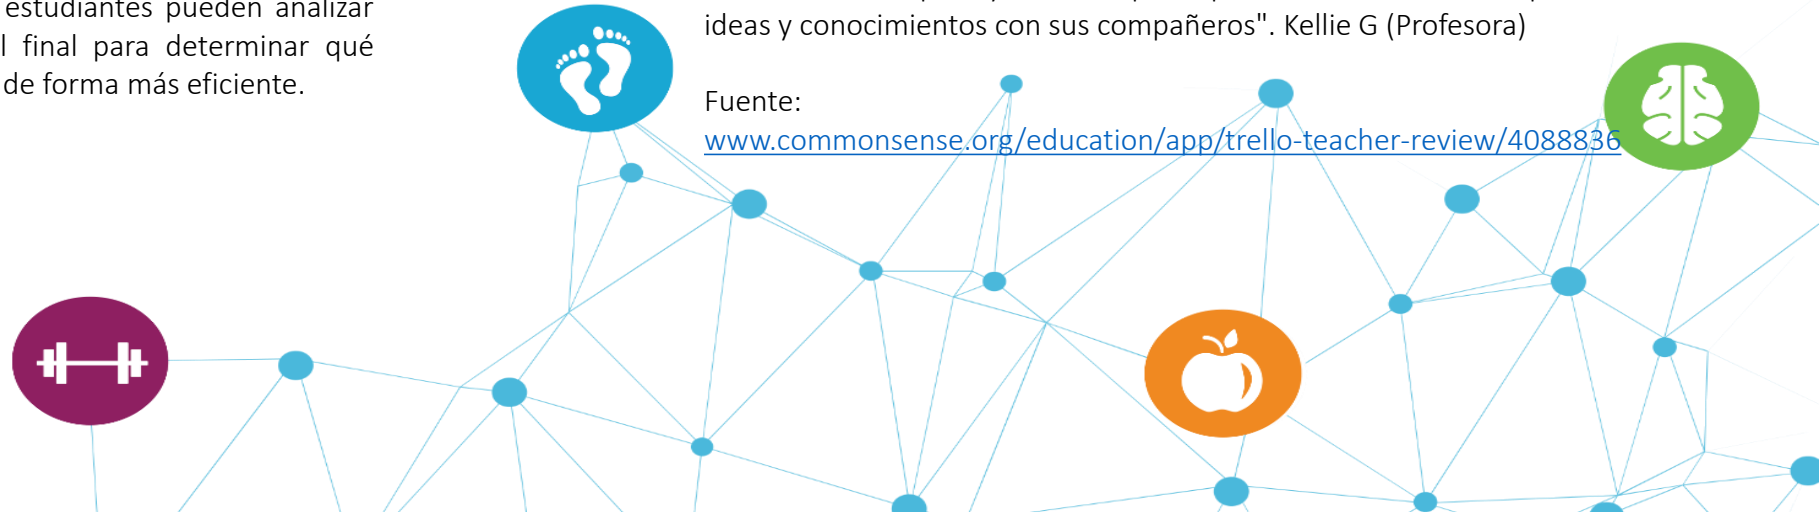 estudiantes pueden analizar
l final para determinar qué
de forma más eficiente.
ideas y conocimientos con sus compañeros". Kellie G (Profesora)
Fuente:
www.commonsense.org/education/app/trello-teacher-review/4088836